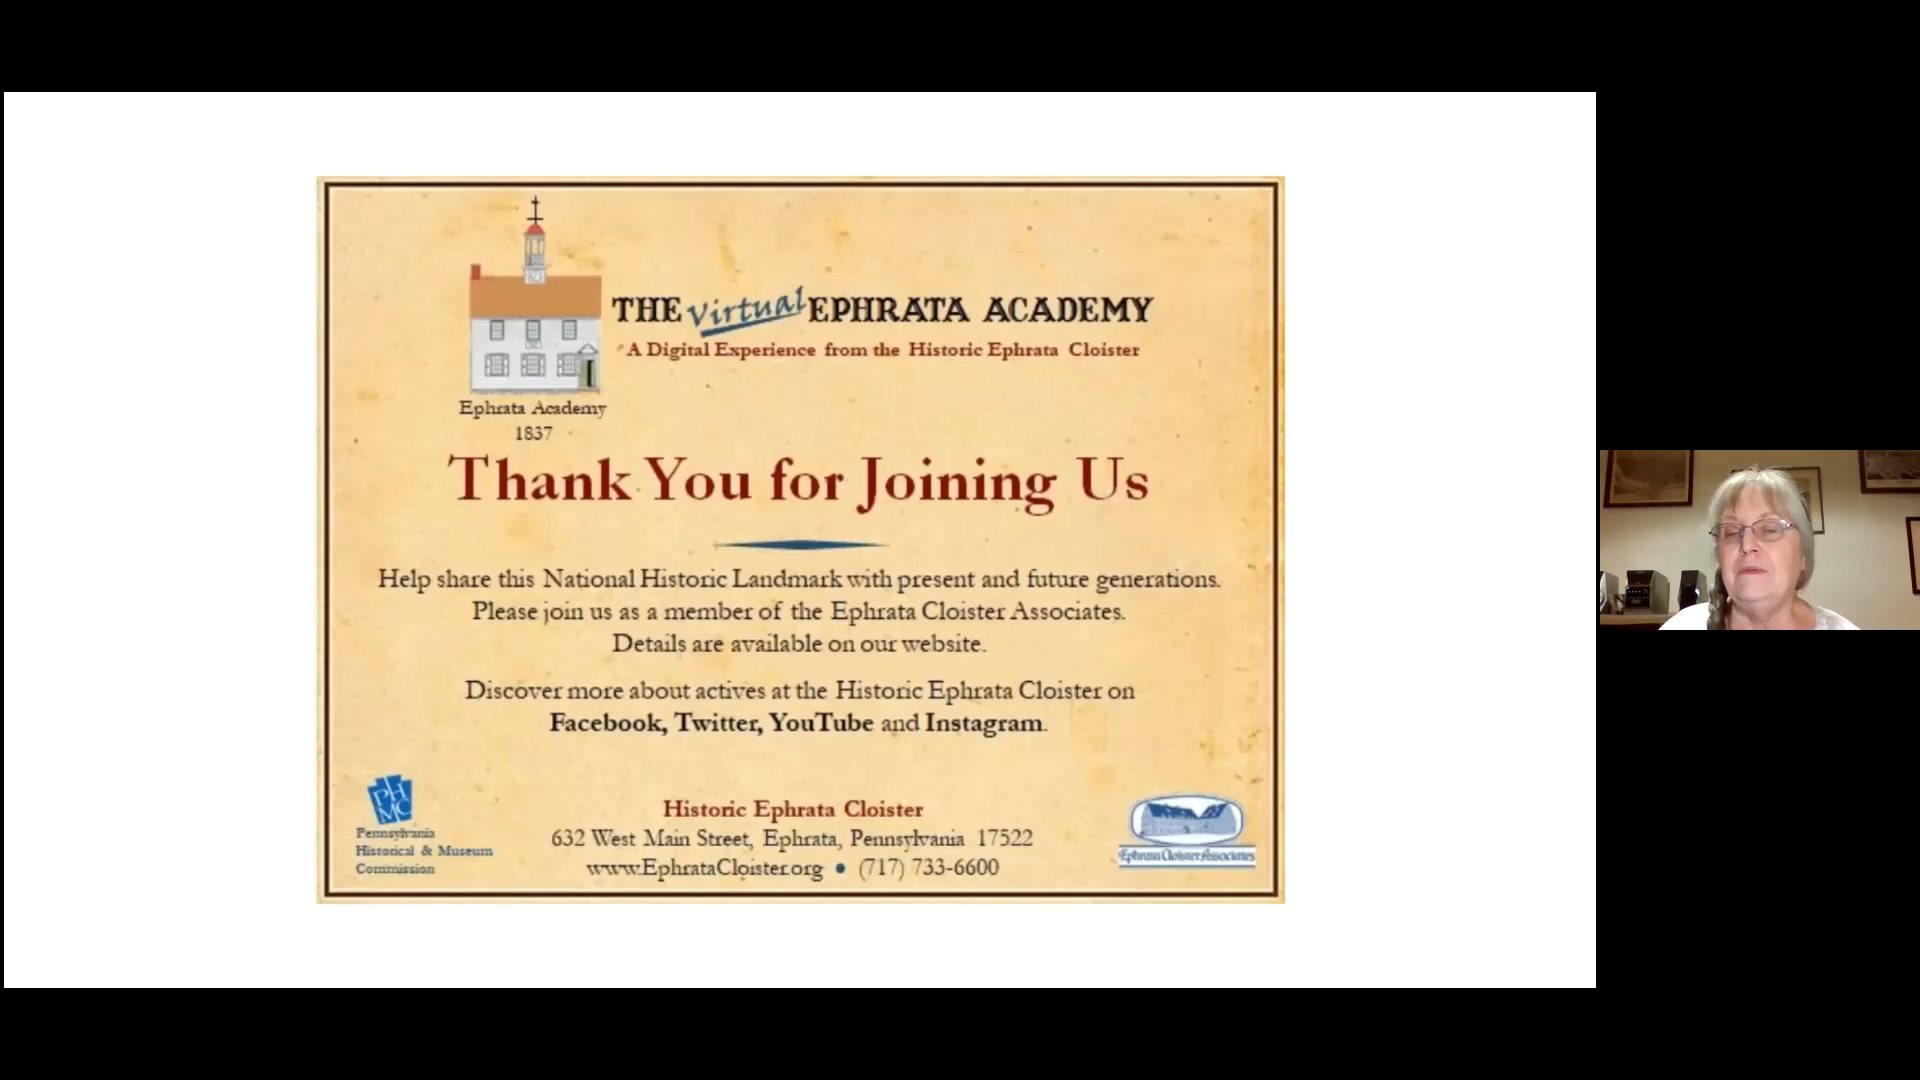 THE Virtual EPHRATA ACADEMY
A Digital Experience from the Historic Ephrata Cloister
Ephrata Academy
1837
Thank You for Joining Us
Help share this National Historic Landmark with present and future generations.
Please join us as a member of the Ephrata Cloister Associates.
Details are available on our website.
Discover more about actives at the Historic Ephrata Cloister on
Facebook, Twitter, YouTube and Instagram.
PH
MC
Pennsylvania
Historical & Museum
Commission
Historic Ephrata Cloister
632 West Main Street, Ephrata, Pennsylvania 17522
www.EphrataCloister.org • (717) 733-6600
Ephrata Cloister Associates